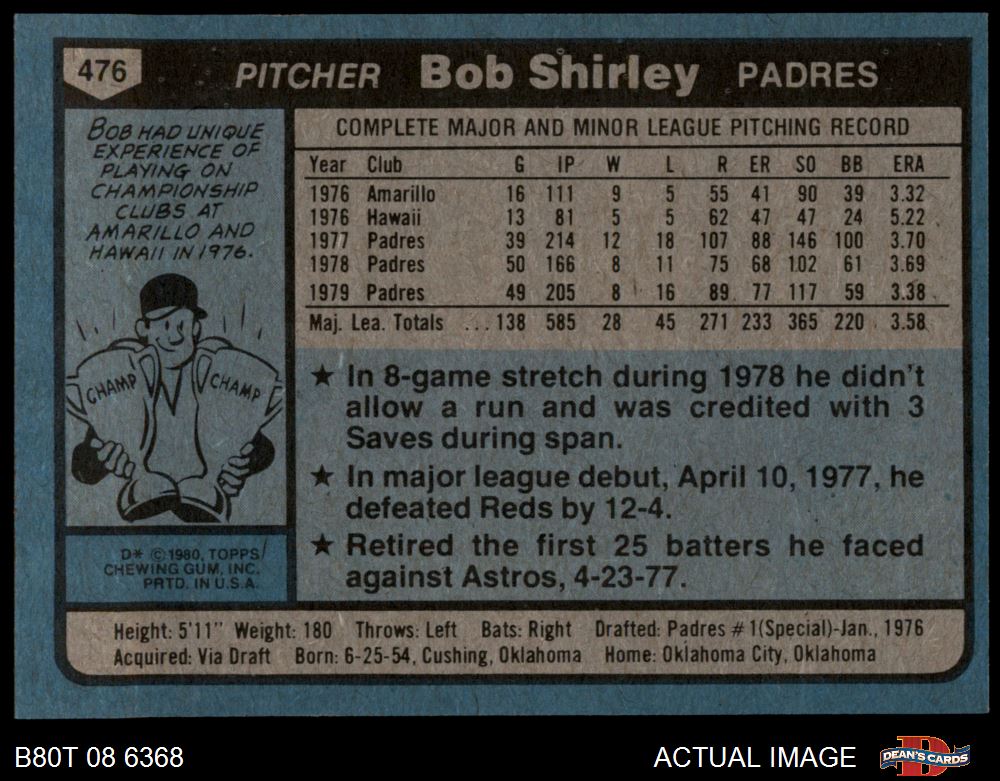 476 PITCHER Bob Shirley PADRES
BOB HAD UNIQUE
EXPERIENCE OF
PLAYING ON
CHAMPIONSHIP
CLUBS AT
AMARILLO AND
HAWAII IN 1976.
CHAMP CHAMP
D* © 1980, TOPPS
CHEWING GUM, INC.
PRTD. IN U.S.A.
COMPLETE MAJOR AND MINOR LEAGUE PITCHING RECORD
Year Club G IP W L R ER SO BB ERA
1976 Amarillo 16 111 9 5 55 41 90 39 3.32
1976 Hawaii 13 81 5 5 62 47 47 24 5.22
1977 Padres 39 214 12 18 107 88 146 100 3.70
1978 Padres 50 166 8 11 75 68 102 61 3.69
1979 Padres 49 205 8 16 89 77 117 59 3.38
Maj. Lea. Totals ...138 585 28 45 271 233 365 220 3.58
★ In 8-game stretch during 1978 he didn't
allow a run and was credited with 3
Saves during span.
★ In major league debut, April 10, 1977, he
defeated Reds by 12-4.
★ Retired the first 25 batters he faced
against Astros, 4-23-77.
Height: 5'11" Weight: 180 Throws: Left Bats: Right Drafted: Padres #1(Special)-Jan., 1976
Acquired: Via Draft Born: 6-25-54, Cushing, Oklahoma Home: Oklahoma City, Oklahoma
B80T 08 6368 ACTUAL IMAGE DEAN'S CARDS